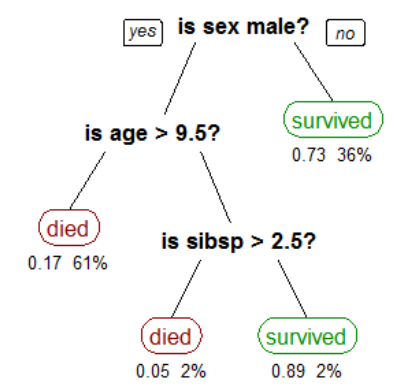 yes is sex male? no
survived
0.73 36%
is age > 9.5?
died
0.17 61%
is sibsp > 2.5?
died survived
0.05 2% 0.89 2%